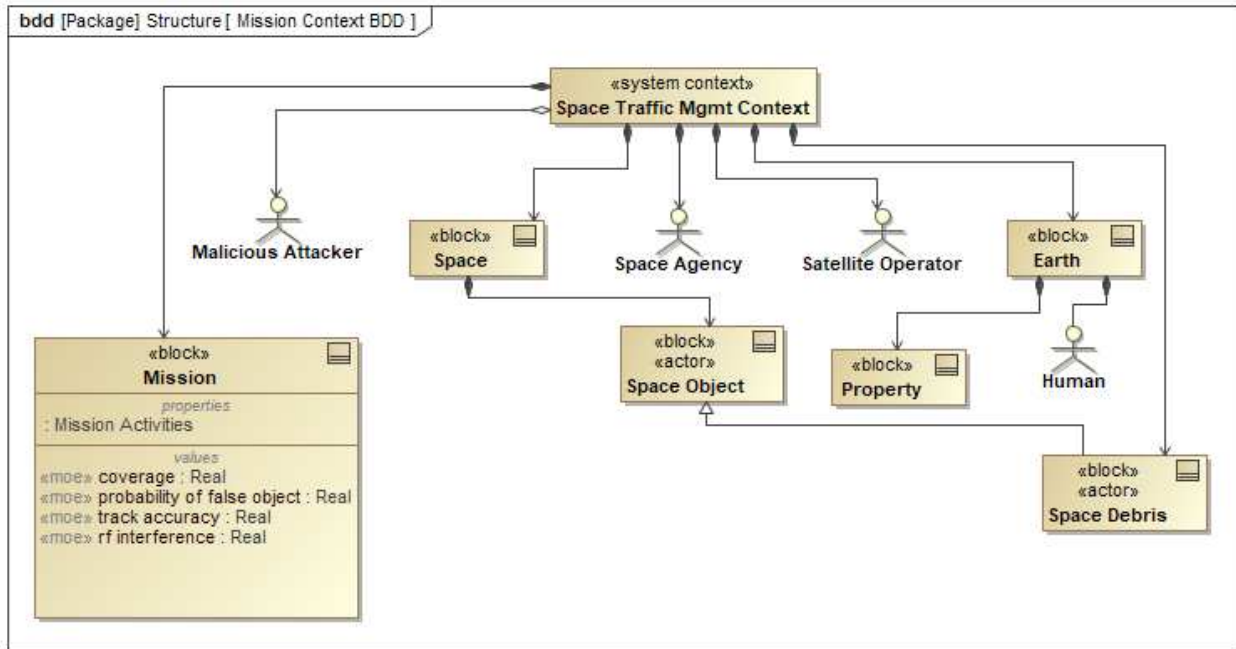 bdd [Package] Structure [ Mission Context BDD ]
«system context»
Space Traffic Mgmt Context
Malicious Attacker
«block»
Space
Space Agency
Satellite Operator
«block»
Earth
«block»
«actor»
Space Object
«block»
Property
Human
«block»
Mission
properties
: Mission Activities
values
«moe» coverage : Real
«moe» probability of false object : Real
«moe» track accuracy : Real
«moe» rf interference : Real
«block»
«actor»
Space Debris